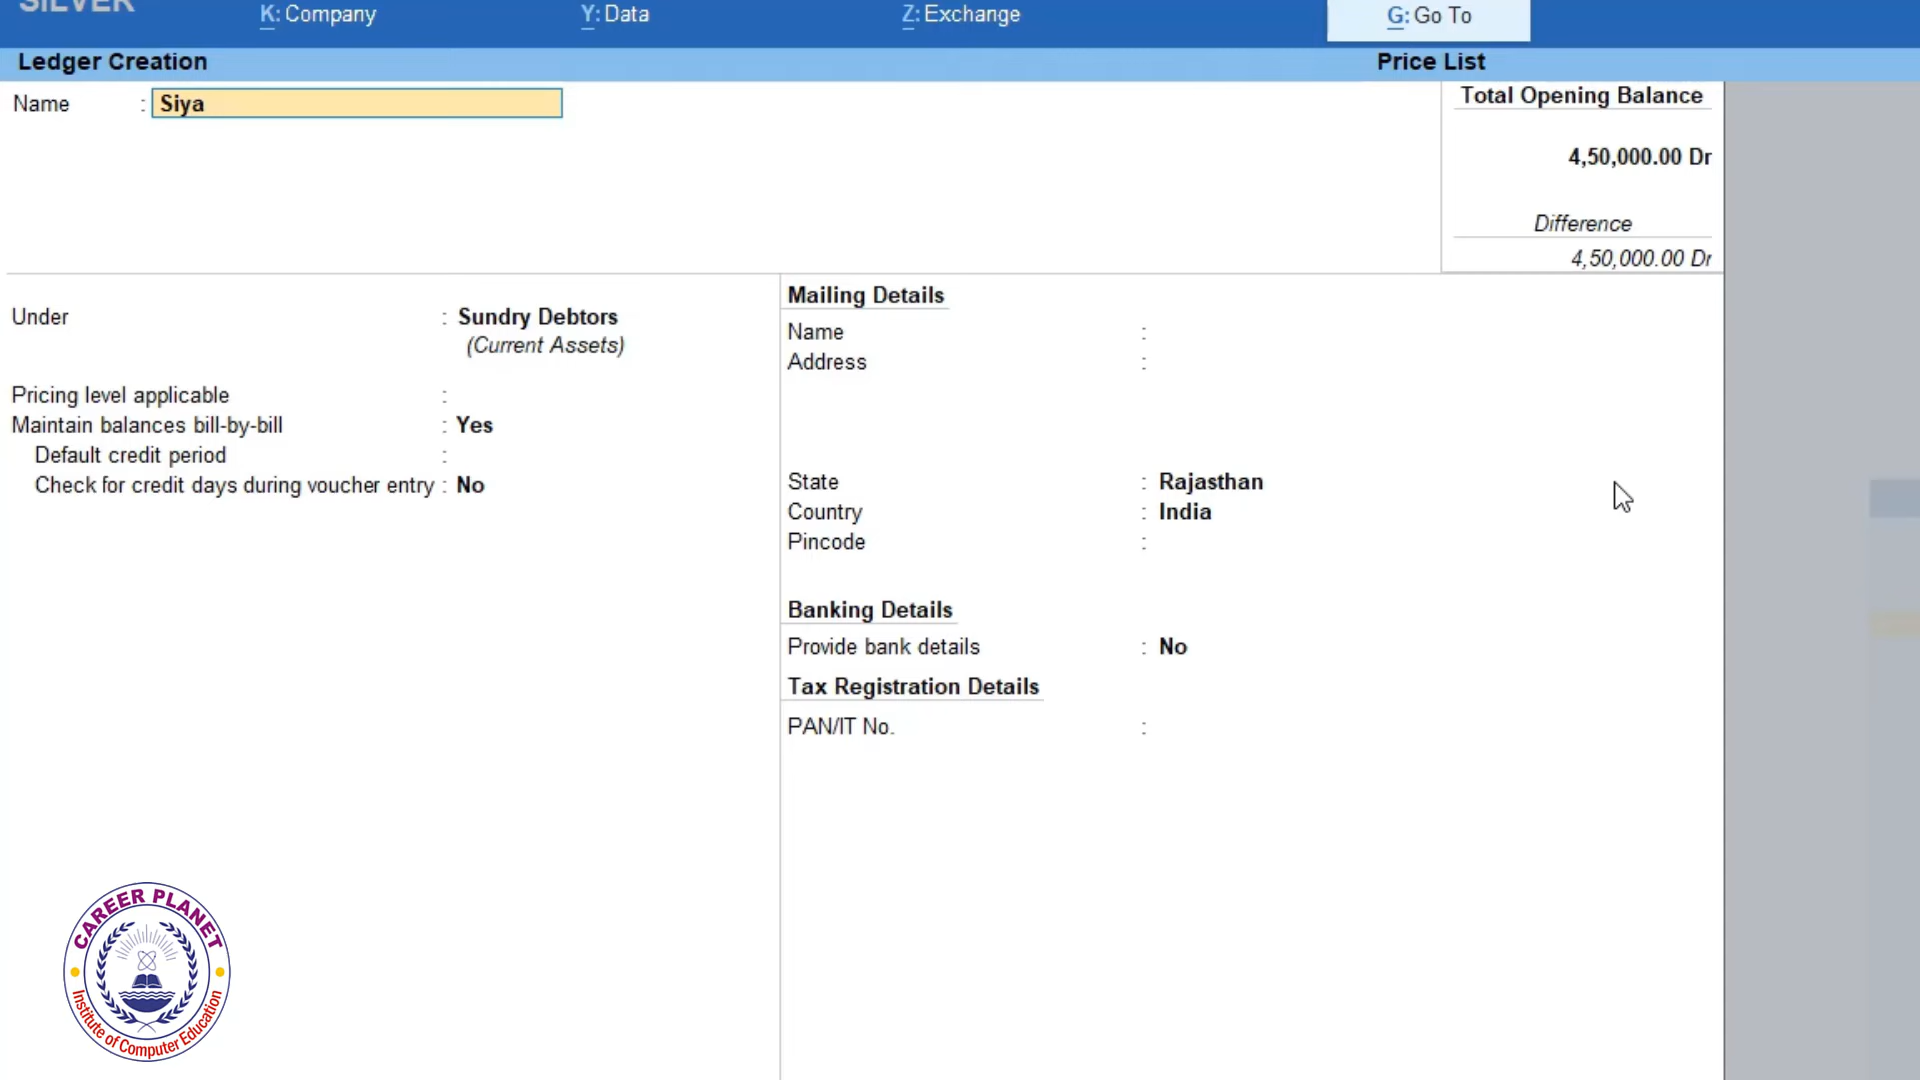 SILVER
K: Company
Y: Data
Z: Exchange
G: Go To
Ledger Creation
Price List
Name : Siya
Total Opening Balance
4,50,000.00 Dr
Difference
4,50,000.00 Dr
Under : Sundry Debtors
(Current Assets)
Pricing level applicable :
Maintain balances bill-by-bill : Yes
Default credit period :
Check for credit days during voucher entry : No
Mailing Details
Name :
Address :
State : Rajasthan
Country : India
Pincode :
Banking Details
Provide bank details : No
Tax Registration Details
PAN/IT No. :
CAREER PLANET
Institute of Computer Education